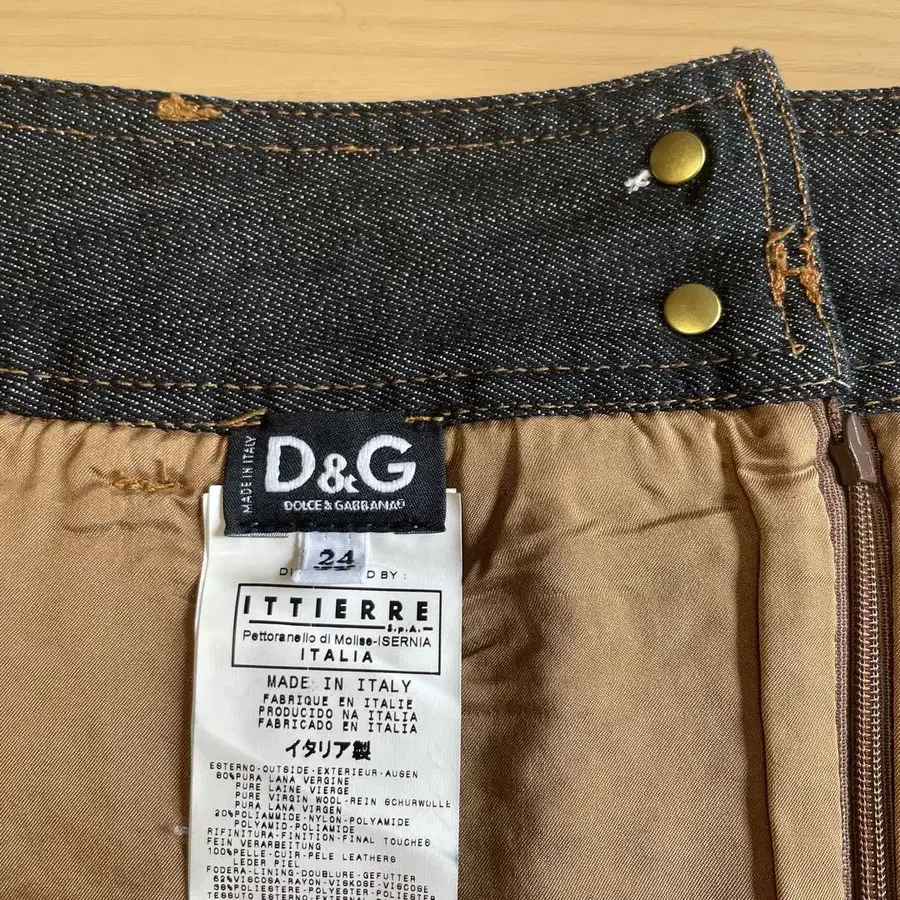 MADE IN ITALY
D&G
DOLCE & GABBANA
24
D BY :
ITTIERRE
S.p.A.
Pettoranello di Molise-ISERNIA
ITALIA
MADE IN ITALY
FABRIQUE EN ITALIE
PRODUCIDO NA ITALIA
FABRICADO EN ITALIA
イタリア製
ESTERNO-OUTSIDE-EXTERIEUR-AUSEN
80%PURA LANA VERGINE
PURE LAINE VIERGE
PURE VIRGIN WOOL-REIN SCHURWOLLE
PURA LANA VIRGEN
20%POLIAMMIDE-NYLON-POLYAMIDE
POLYAMID-POLIAMIDE
RIFINITURA-FINITION-FINAL TOUCHES
FEIN VERARBEITUNG
100%PELLE-CUIR-PELE LEATHERS
LEDER PIEL
FODERA-LINING-DOUBLURE-GEFUTTER
62%VISCOSA-RAYON-VISKOSE-VISCOSE
38%POLIESTERE-POLYESTER-POLIESTER
TESSUTO ESTERNO-EXTERNAL